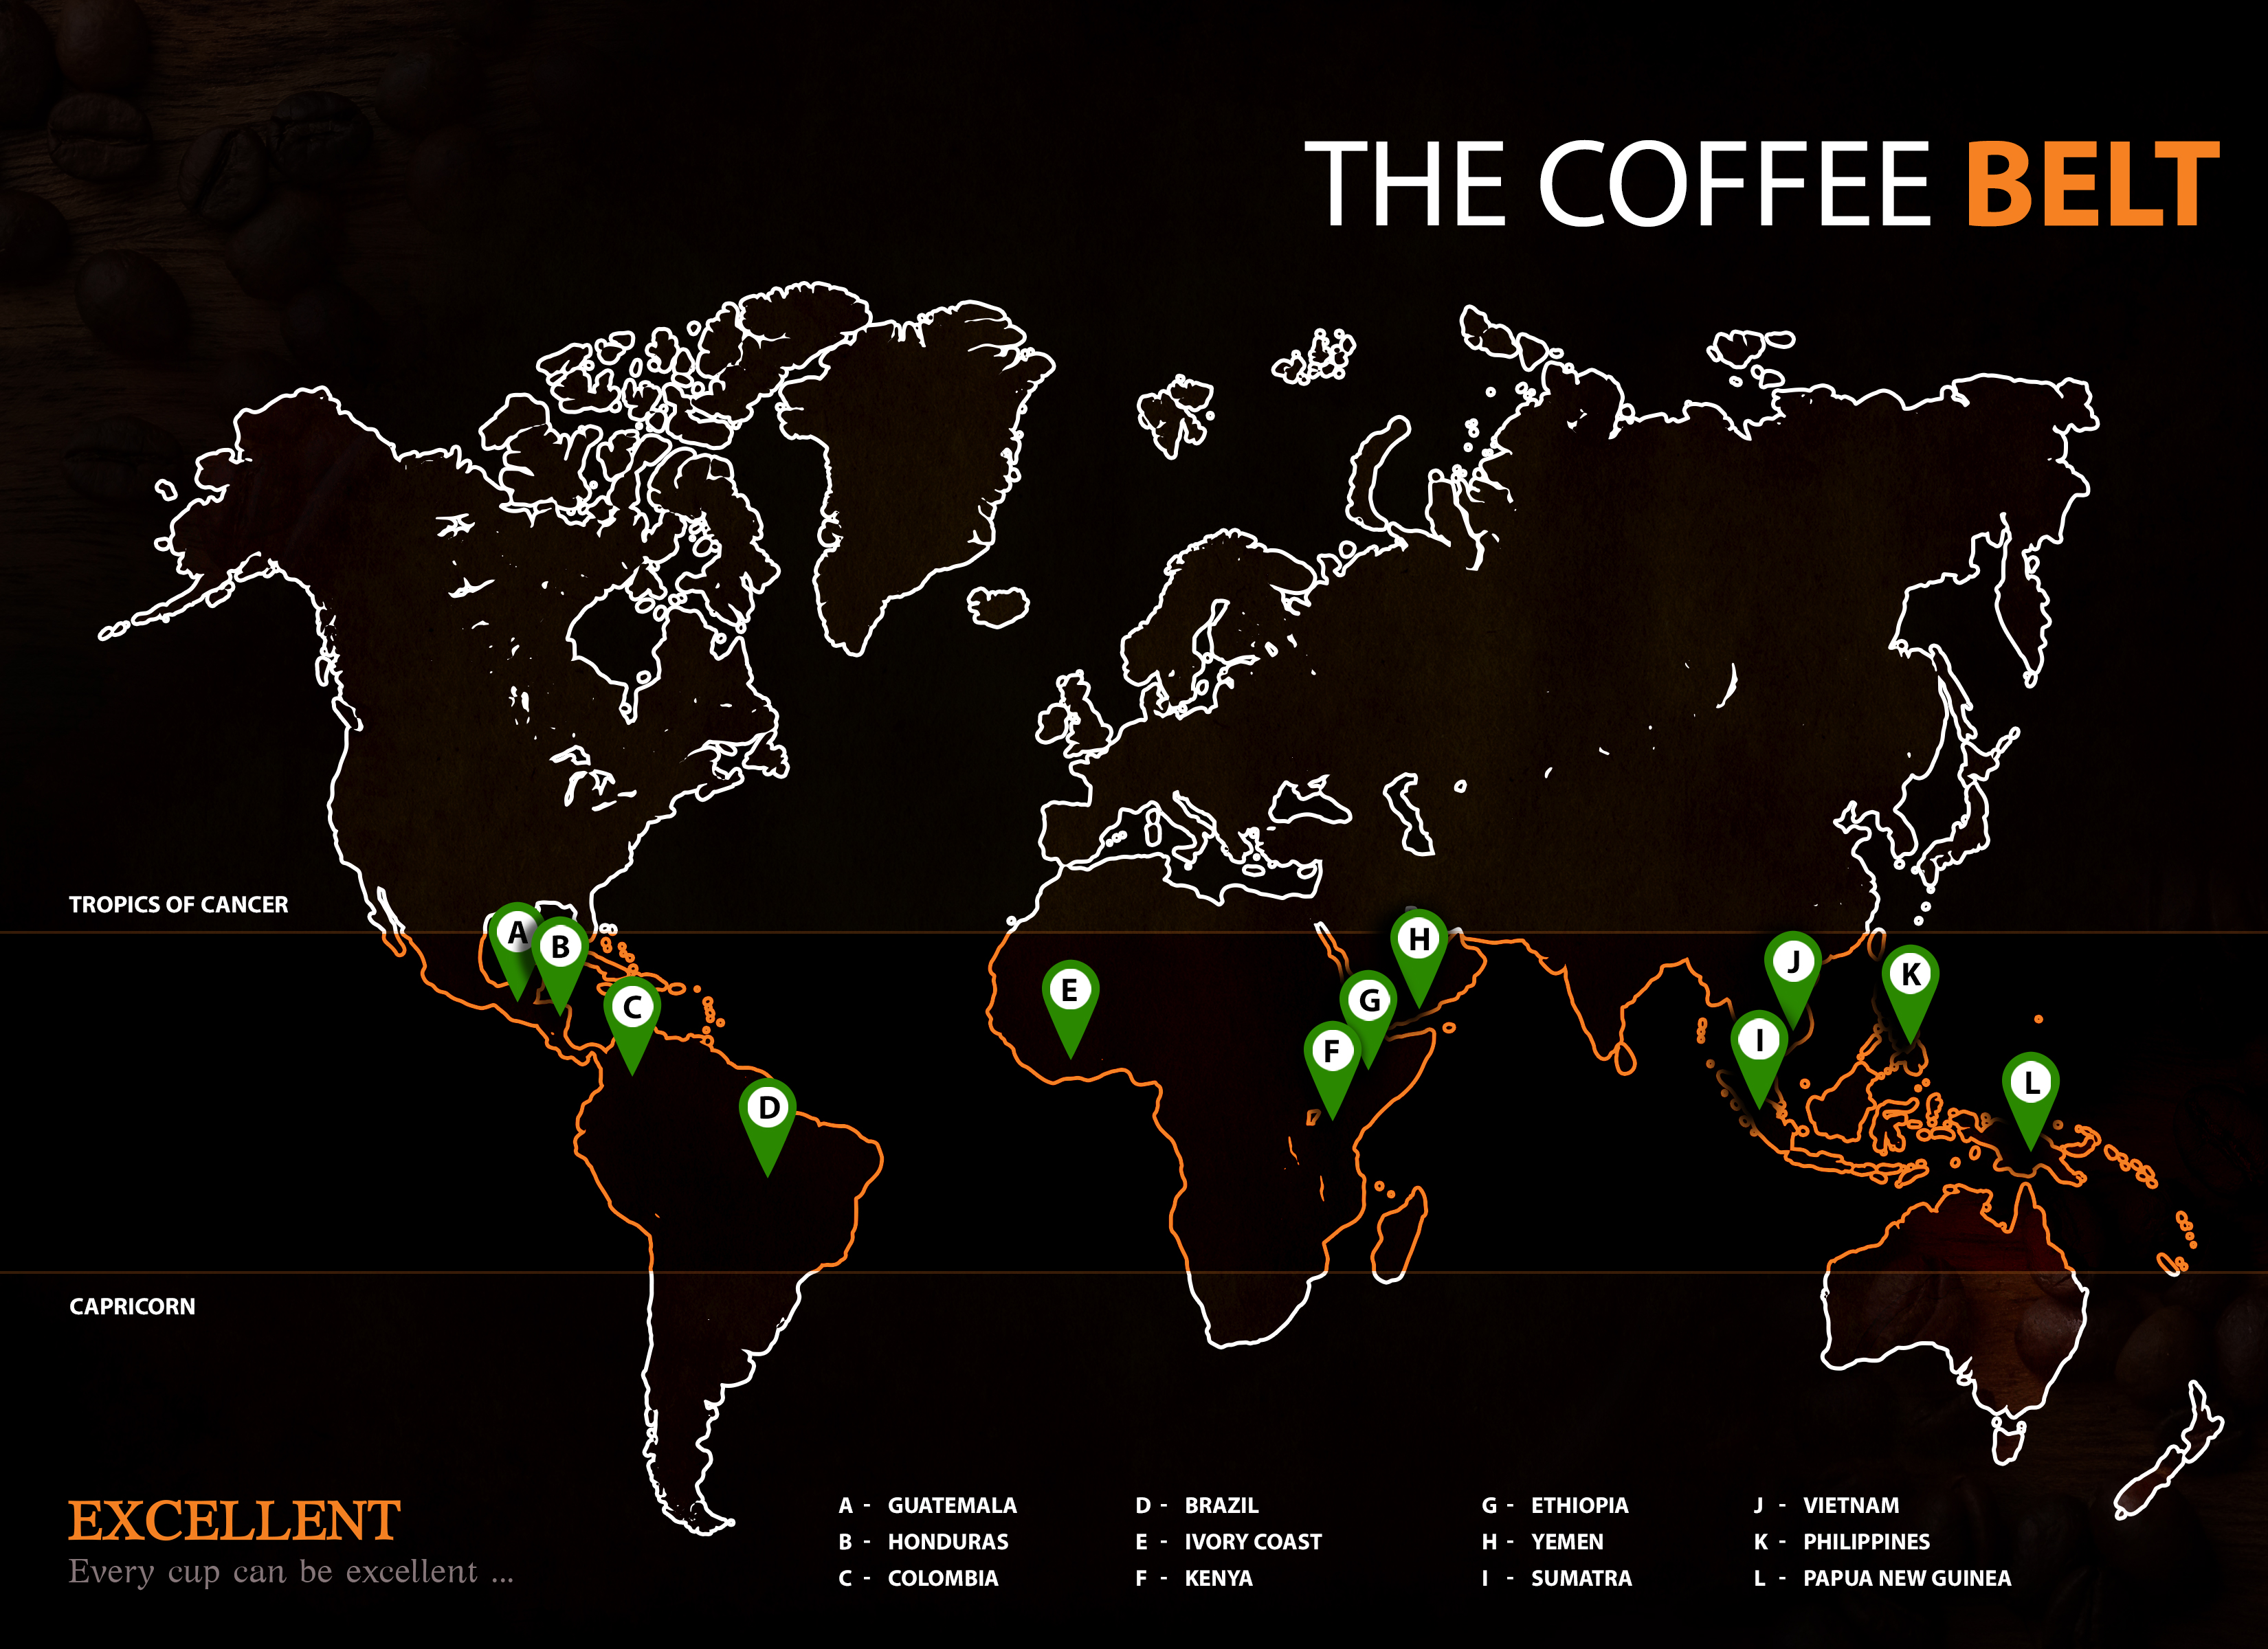 THE COFFEE BELT
TROPICS OF CANCER
A
B
C
D
E
F
G
H
I
J
K
L
CAPRICORN
EXCELLENT
Every cup can be excellent ...
A - GUATEMALA
B - HONDURAS
C - COLOMBIA
D - BRAZIL
E - IVORY COAST
F - KENYA
G - ETHIOPIA
H - YEMEN
I - SUMATRA
J - VIETNAM
K - PHILIPPINES
L - PAPUA NEW GUINEA